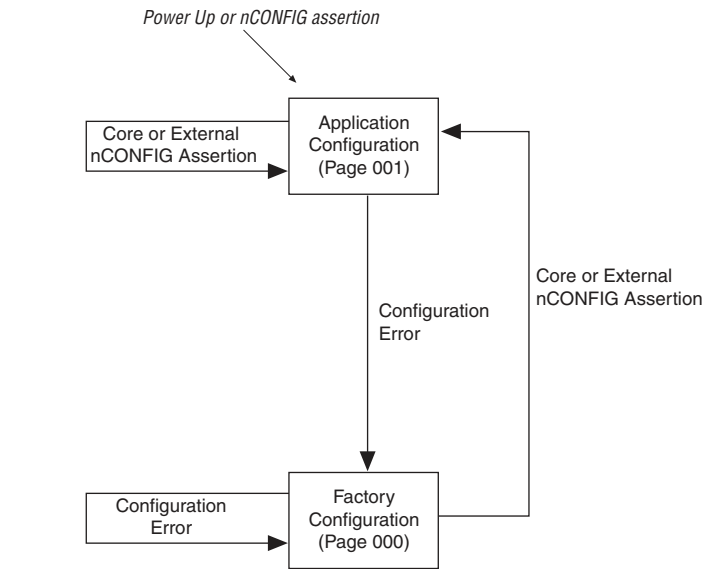 Power Up or nCONFIG assertion
Application
Configuration
(Page 001)
Core or External
nCONFIG Assertion
Core or External
nCONFIG Assertion
Configuration
Error
Factory
Configuration
(Page 000)
Configuration
Error